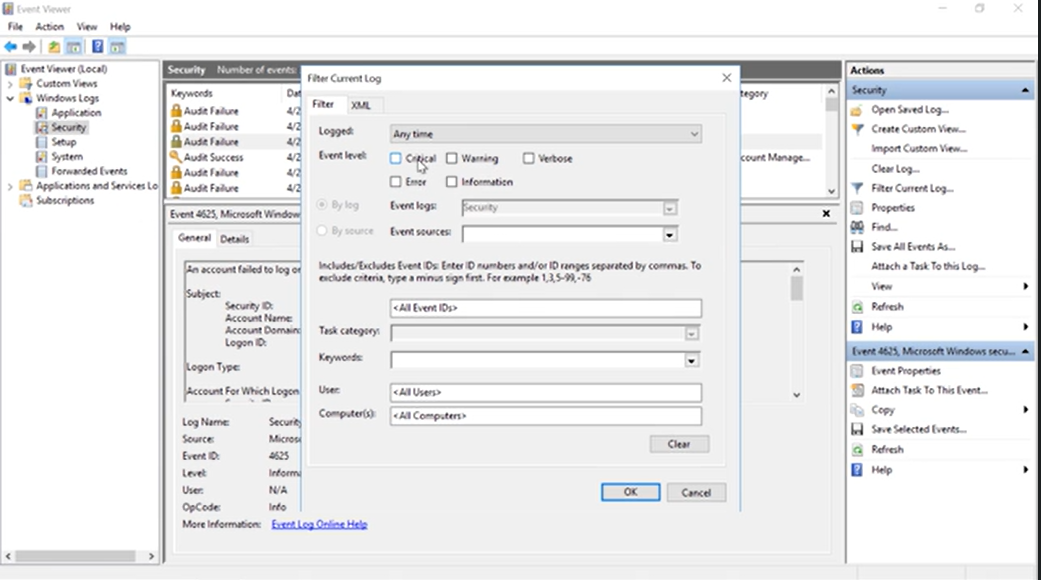 Event Viewer
File Action View Help
Event Viewer (Local)
Custom Views
Windows Logs
Application
Security
Setup
System
Forwarded Events
Applications and Services Lo
Subscriptions
Security Number of events:
Keywords Dat
Audit Failure 4/2
Audit Failure 4/2
Audit Failure 4/2
Audit Success 4/2
Audit Failure 4/2
Audit Failure 4/2
tegory
count Manage...
Event 4625, Microsoft Window
General Details
An account failed to log or
Subject:
Security ID:
Account Name:
Account Domain:
Logon ID:
Logon Type:
Account For Which Logon
Log Name: Security
Source: Micros
Event ID: 4625
Level: Informa
User: N/A
OpCode: Info
More Information: Event Log Online Help
Filter Current Log
Filter XML
Logged: Any time
Event level: Critical Warning Verbose
Error Information
By log Event logs: Security
By source Event sources:
Includes/Excludes Event IDs: Enter ID numbers and/or ID ranges separated by commas. To
exclude criteria, type a minus sign first. For example 1,3,5-99,-76
<All Event IDs>
Task category:
Keywords:
User: <All Users>
Computer(s): <All Computers>
Clear
OK Cancel
Actions
Security
Open Saved Log...
Create Custom View...
Import Custom View...
Clear Log...
Filter Current Log...
Properties
Find...
Save All Events As...
Attach a Task To this Log...
View
Refresh
Help
Event 4625, Microsoft Windows secu...
Event Properties
Attach Task To This Event...
Copy
Save Selected Events...
Refresh
Help